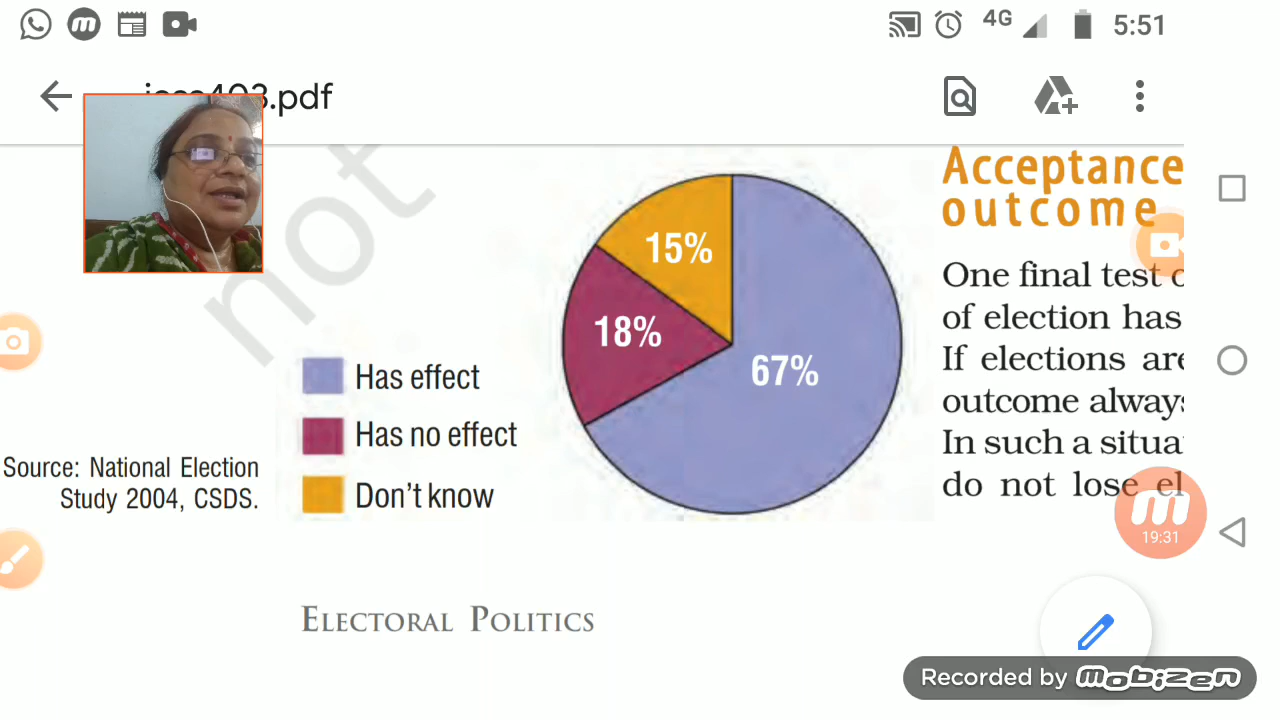 4G 5:51
.pdf
not
Acceptance
outcome
15%
18%
67%
Has effect
Has no effect
Don't know
Source: National Election
Study 2004, CSDS.
One final test
of election has
If elections are
outcome always
In such a
do not lose
19:31
ELECTORAL POLITICS
Recorded by mobizen